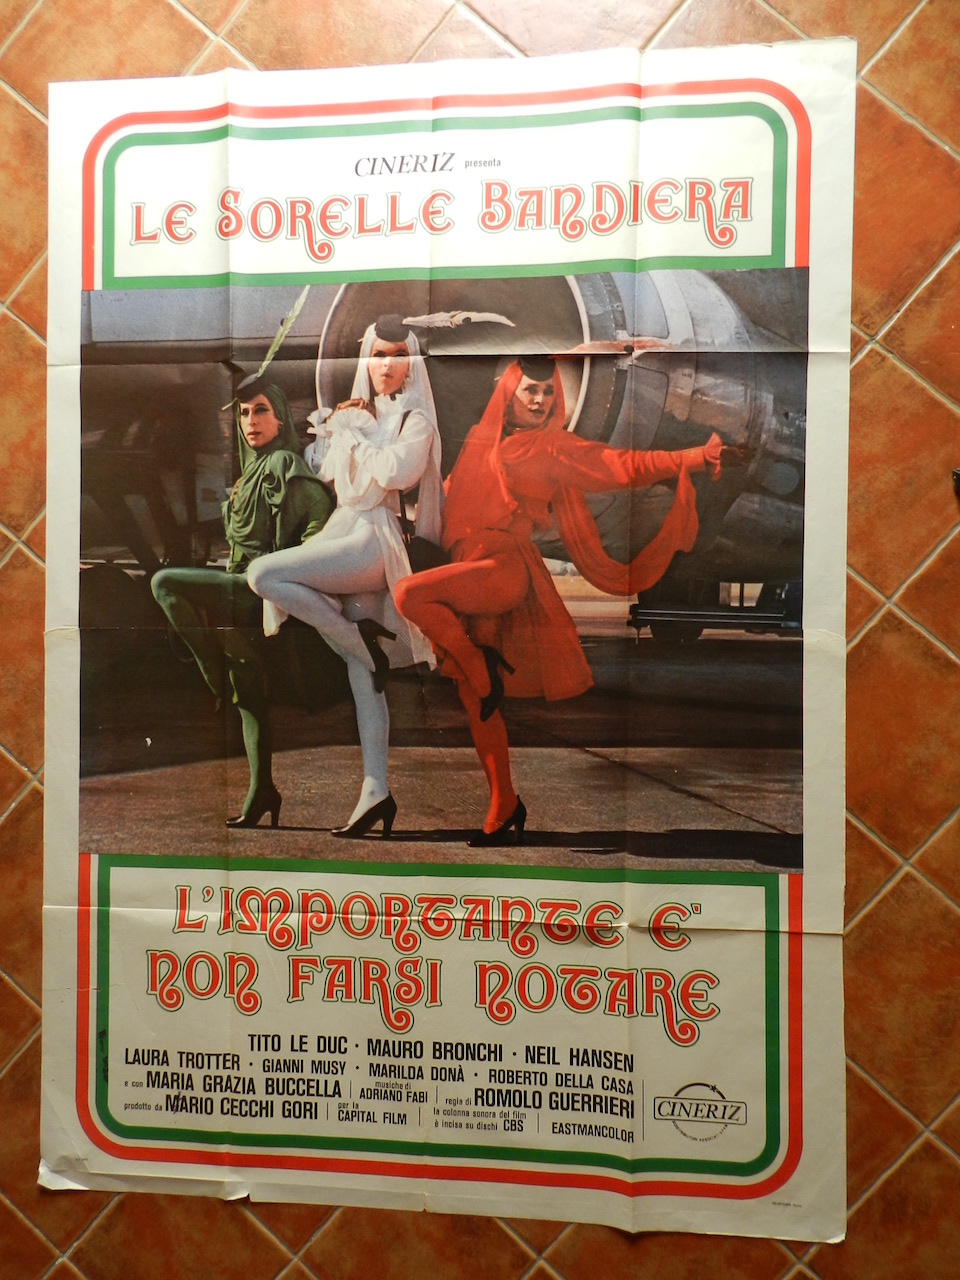 CINERIZ presenta
LE SORELLE BANDIERA
L'IMPORTANTE E'
NON FARSI NOTARE
TITO LE DUC · MAURO BRONCHI · NEIL HANSEN
LAURA TROTTER · GIANNI MUSY · MARILDA DONÀ · ROBERTO DELLA CASA
e con MARIA GRAZIA BUCCELLA musiche di ADRIANO FABI regia di ROMOLO GUERRIERI
prodotto da MARIO CECCHI GORI per la CAPITAL FILM la colonna sonora del film è incisa su dischi CBS EASTMANCOLOR
CINERIZ